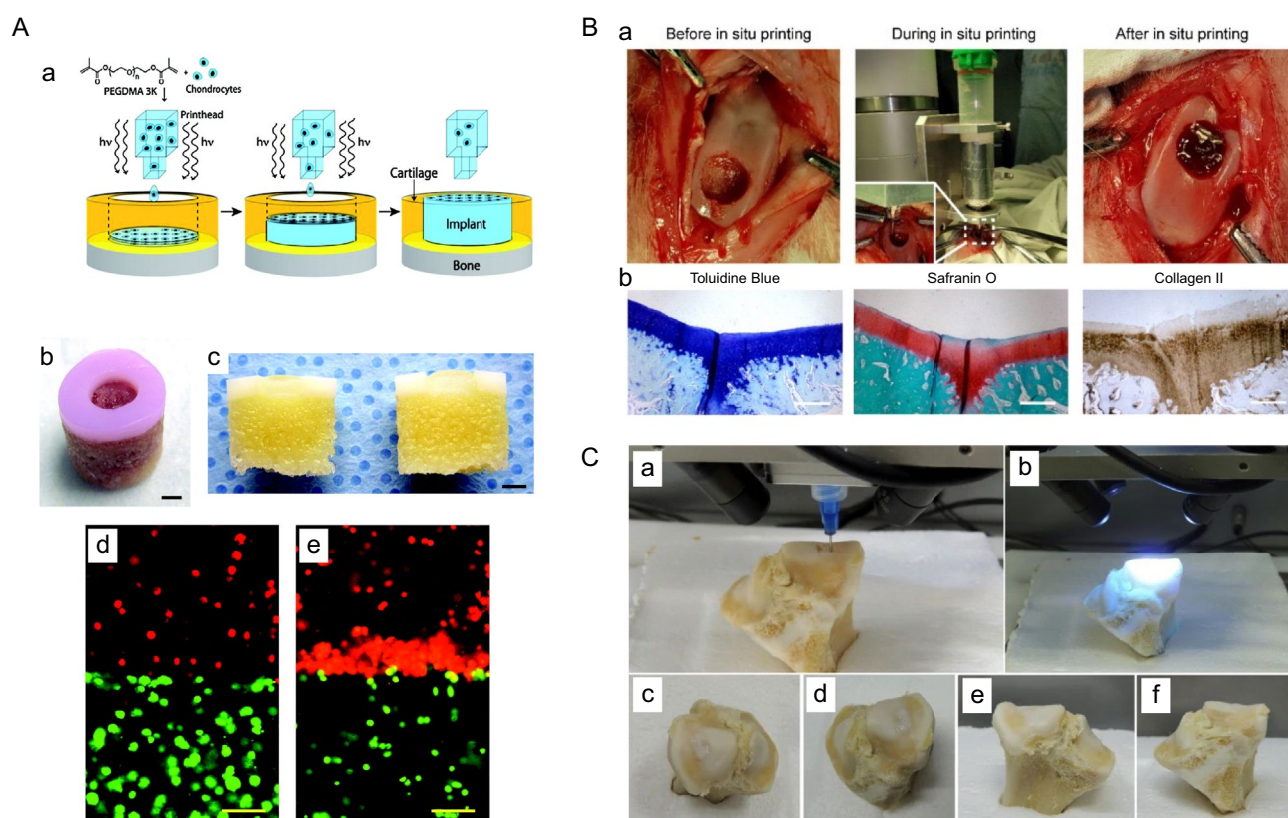 A
a
O
O
O
n
O
PEGDMA 3K
+
Chondrocytes
Printhead
hν
hν
hν
hν
Cartilage
Implant
Bone
b
c
d
e
B
a
Before in situ printing
During in situ printing
After in situ printing
b
Toluidine Blue
Safranin O
Collagen II
C
a
b
c
d
e
f